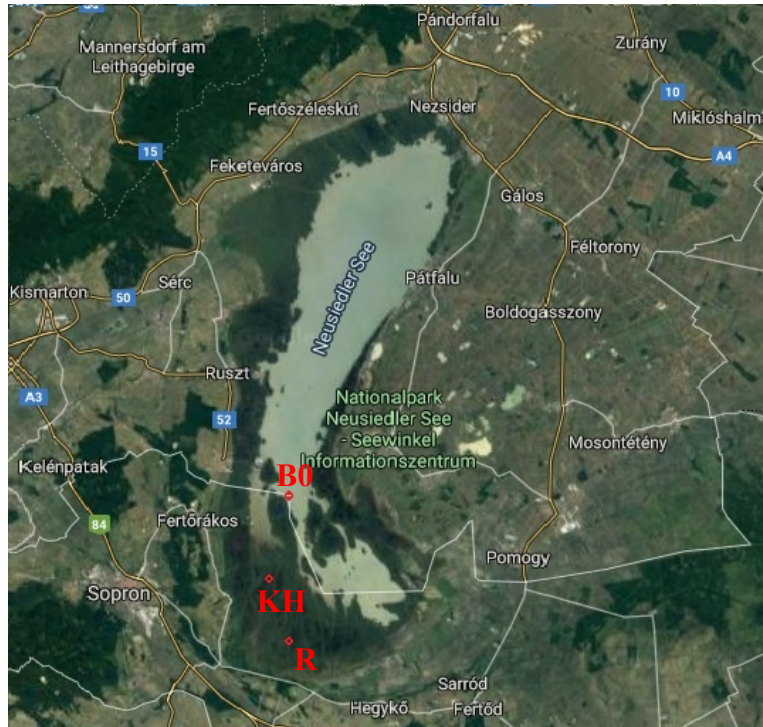 Pándorfalu
Mannersdorf am
Leithagebirge
Zurány
10
Fertőszéleskút
Nezsider
Miklóshalm
15
A4
Feketeváros
Gálos
Neusiedler See
Féltorony
Sérc
Pátfalu
Kismarton
50
Boldogasszony
Ruszt
A3
Nationalpark
Neusiedler See
- Seewinkel
Informationszentrum
52
Mosontétény
Kelénpatak
B0
84
Fertőrákos
Pomogy
Sopron
KH
R
Sarród
Hegykő
Fertőd